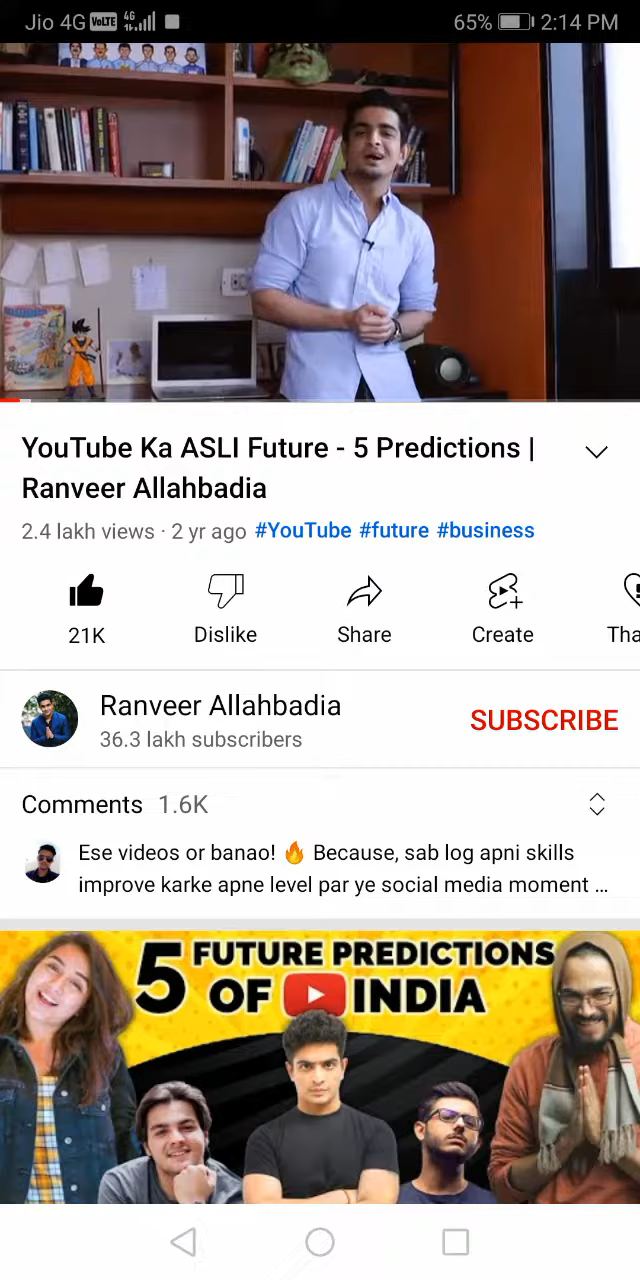 Jio 4G VoLTE 4G 65% 2:14 PM
YouTube Ka ASLI Future - 5 Predictions |
Ranveer Allahbadia
2.4 lakh views · 2 yr ago #YouTube #future #business
21K Dislike Share Create Tha
Ranveer Allahbadia
SUBSCRIBE
36.3 lakh subscribers
Comments 1.6K
Ese videos or banao! 🔥 Because, sab log apni skills
improve karke apne level par ye social media moment ...
5 FUTURE PREDICTIONS
OF INDIA